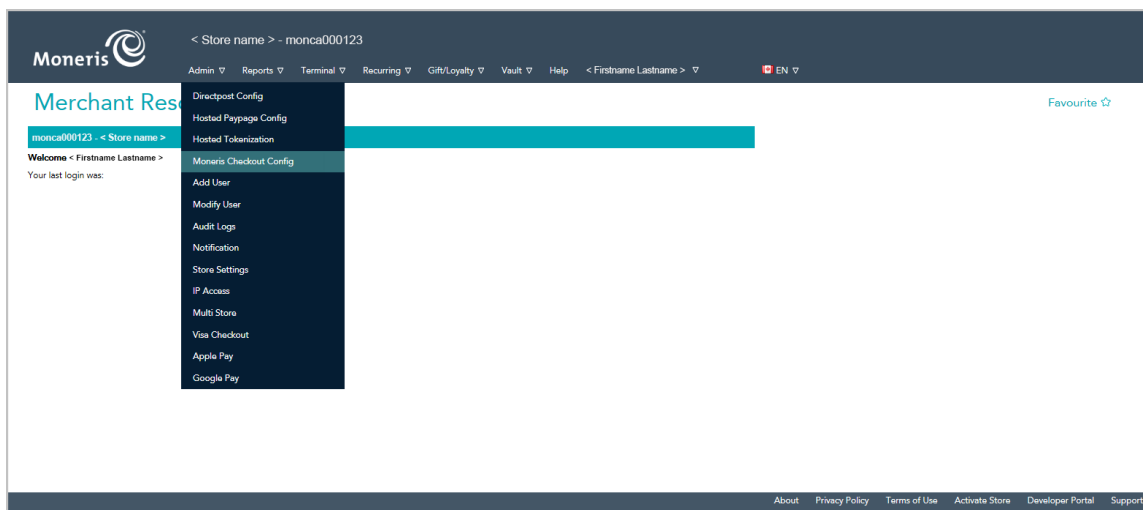 < Store name > - monca000123
Moneris
Admin ▽ Reports ▽ Terminal ▽ Recurring ▽ Gift/Loyalty ▽ Vault ▽ Help < Firstname Lastname > ▽ EN ▽
Merchant Res
Favourite ☆
monca000123 - < Store name >
Welcome < Firstname Lastname >
Your last login was:
Directpost Config
Hosted Paypage Config
Hosted Tokenization
Moneris Checkout Config
Add User
Modify User
Audit Logs
Notification
Store Settings
IP Access
Multi Store
Visa Checkout
Apple Pay
Google Pay
About Privacy Policy Terms of Use Activate Store Developer Portal Support